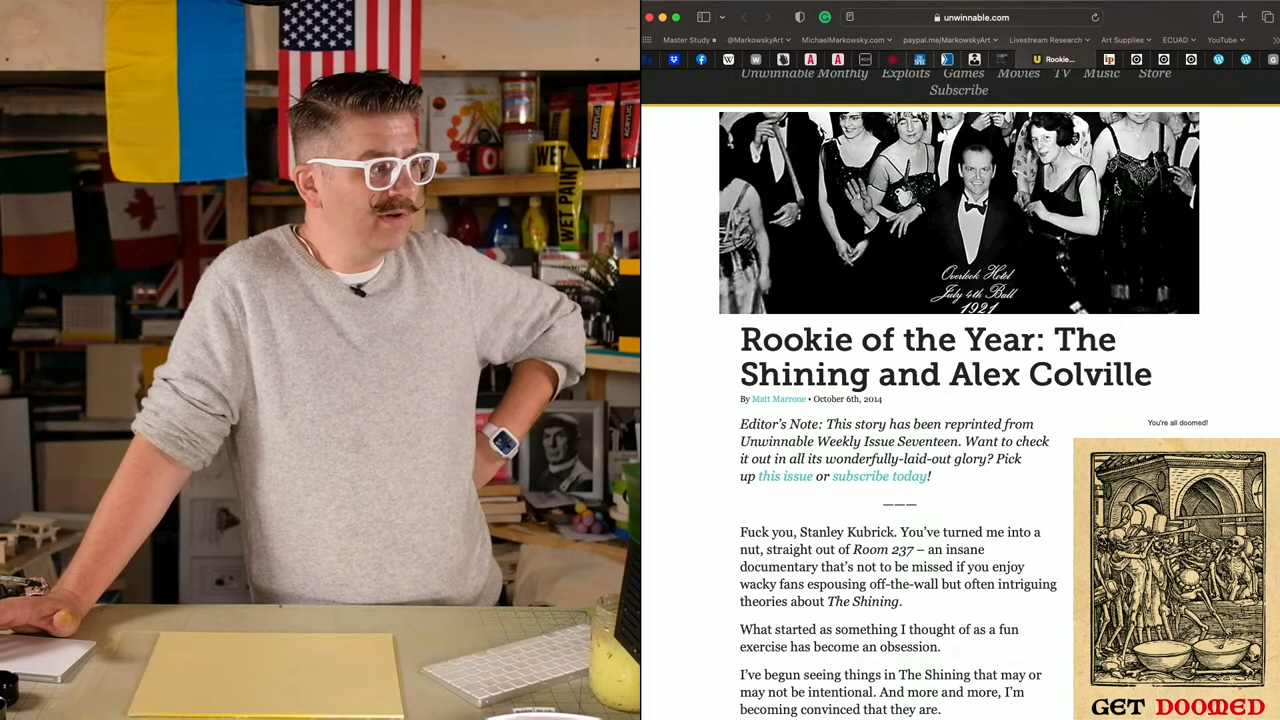 unwinnable.com
Master Study
@MarkowskyArt
MichaelMarkowsky.com
paypal.me/MarkowskyArt
Livestream Research
Art Supplies
ECUAD
YouTube
Rookie...
Unwinnable Monthly Exploits Games Movies TV Music Store
Subscribe
WET
WET PAINT
ACRYLIC
ACRYLIC
Overlook Hotel
July 4th Ball
1921
Rookie of the Year: The
Shining and Alex Colville
By Matt Marrone • October 6th, 2014
Editor's Note: This story has been reprinted from
Unwinnable Weekly Issue Seventeen. Want to check
it out in all its wonderfully-laid-out glory? Pick
up this issue or subscribe today!
———
Fuck you, Stanley Kubrick. You've turned me into a
nut, straight out of Room 237 – an insane
documentary that's not to be missed if you enjoy
wacky fans espousing off-the-wall but often intriguing
theories about The Shining.
What started as something I thought of as a fun
exercise has become an obsession.
I've begun seeing things in The Shining that may or
may not be intentional. And more and more, I'm
becoming convinced that they are.
You're all doomed!
GET DOOMED